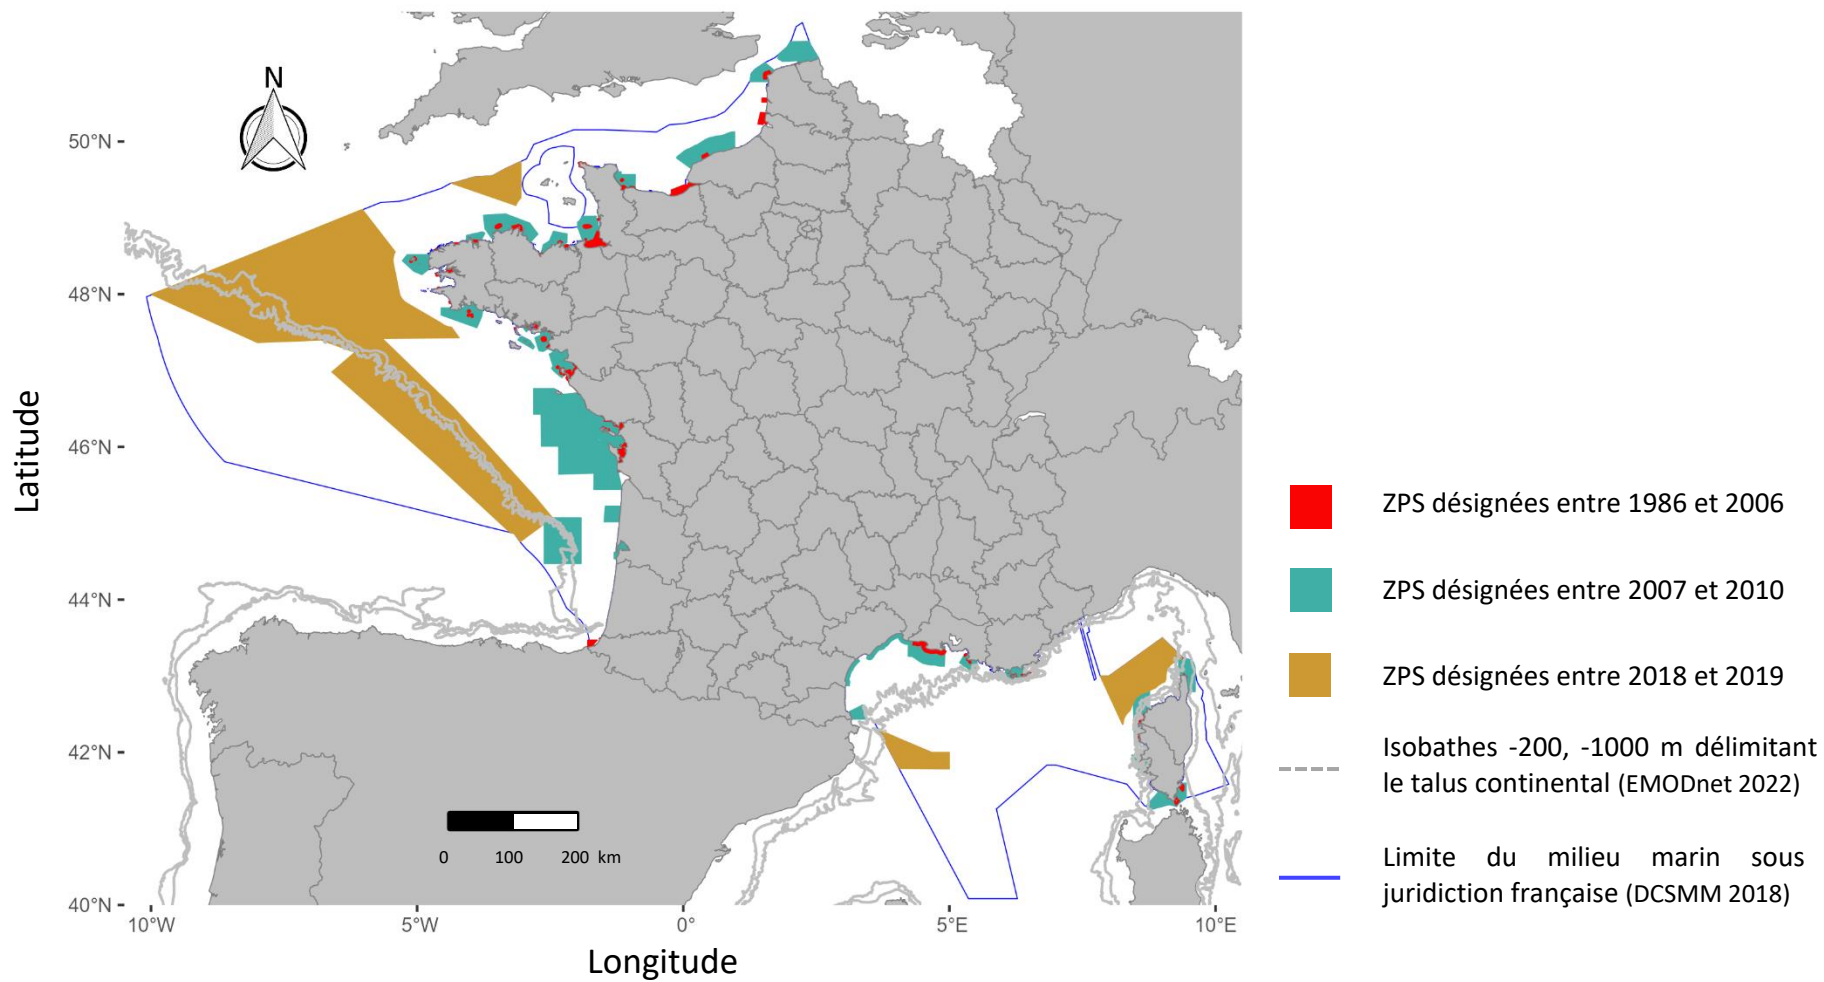 N
50°N
48°N
46°N
44°N
42°N
40°N
Latitude
10°W
5°W
0°
5°E
10°E
Longitude
0 100 200 km
ZPS désignées entre 1986 et 2006
ZPS désignées entre 2007 et 2010
ZPS désignées entre 2018 et 2019
Isobathes -200, -1000 m délimitant
le talus continental (EMODnet 2022)
Limite du milieu marin sous
juridiction française (DCSMM 2018)